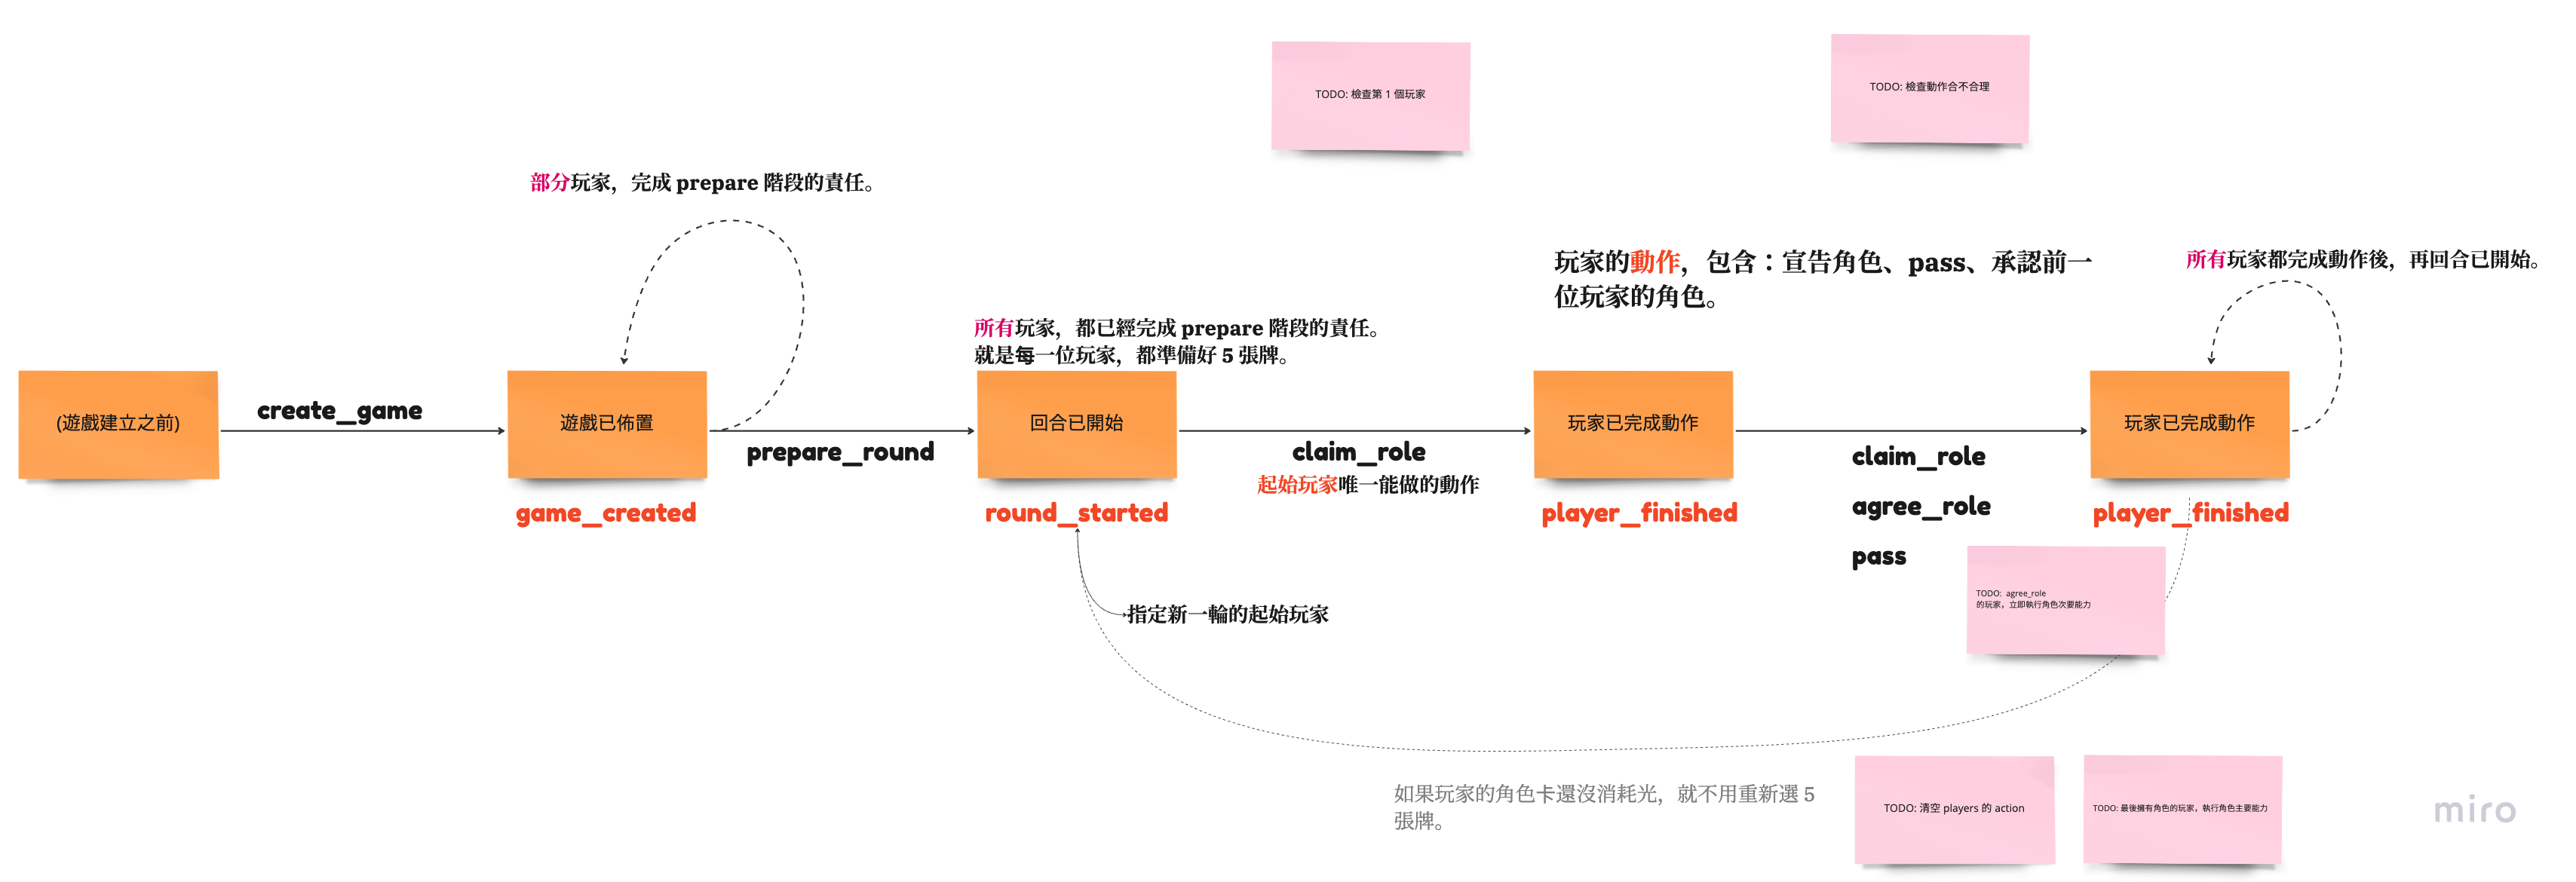 TODO: 檢查第 1 個玩家
TODO: 檢查動作合不合理
部分玩家，完成 prepare 階段的責任。
玩家的動作，包含：宣告角色、pass、承認前一
位玩家的角色。
所有玩家都完成動作後，再回合已開始。
所有玩家，都已經完成 prepare 階段的責任。
就是每一位玩家，都準備好 5 張牌。
(遊戲建立之前)
create_game
遊戲已佈置
game_created
prepare_round
回合已開始
round_started
claim_role
起始玩家唯一能做的動作
玩家已完成動作
player_finished
claim_role
agree_role
pass
玩家已完成動作
player_finished
TODO: agree_role
的玩家，立即執行角色次要能力
指定新一輪的起始玩家
如果玩家的角色卡還沒消耗光，就不用重新選 5
張牌。
TODO: 清空 players 的 action
TODO: 最後擁有角色的玩家，執行角色主要能力
miro